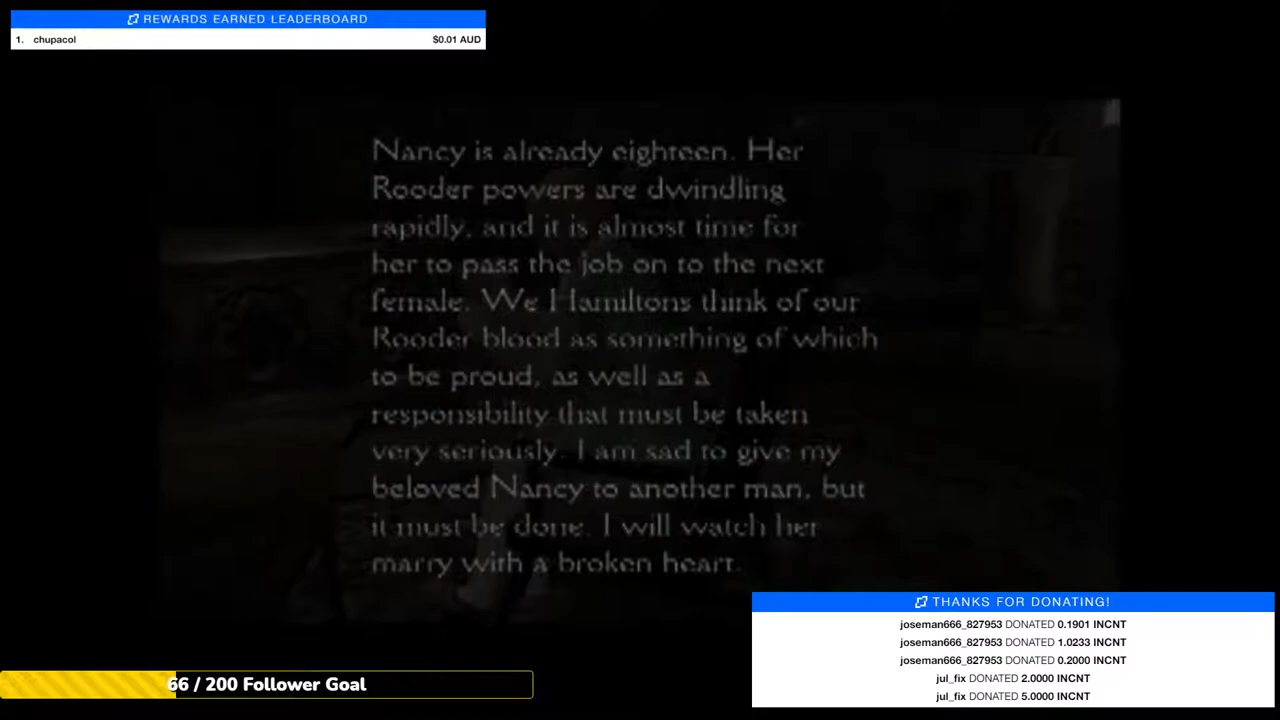 REWARDS EARNED LEADERBOARD
1. chupacol $0.01 AUD
Nancy is already eighteen. Her
Rooder powers are dwindling
rapidly, and it is almost time for
her to pass the job on to the next
female. We Hamiltons think of our
Rooder blood as something of which
to be proud, as well as a
responsibility that must be taken
very seriously. I am sad to give my
beloved Nancy to another man, but
it must be done. I will watch her
marry with a broken heart.
THANKS FOR DONATING!
joseman666_827953 DONATED 0.1901 INCNT
joseman666_827953 DONATED 1.0233 INCNT
joseman666_827953 DONATED 0.2000 INCNT
jul_fix DONATED 2.0000 INCNT
jul_fix DONATED 5.0000 INCNT
66 / 200 Follower Goal